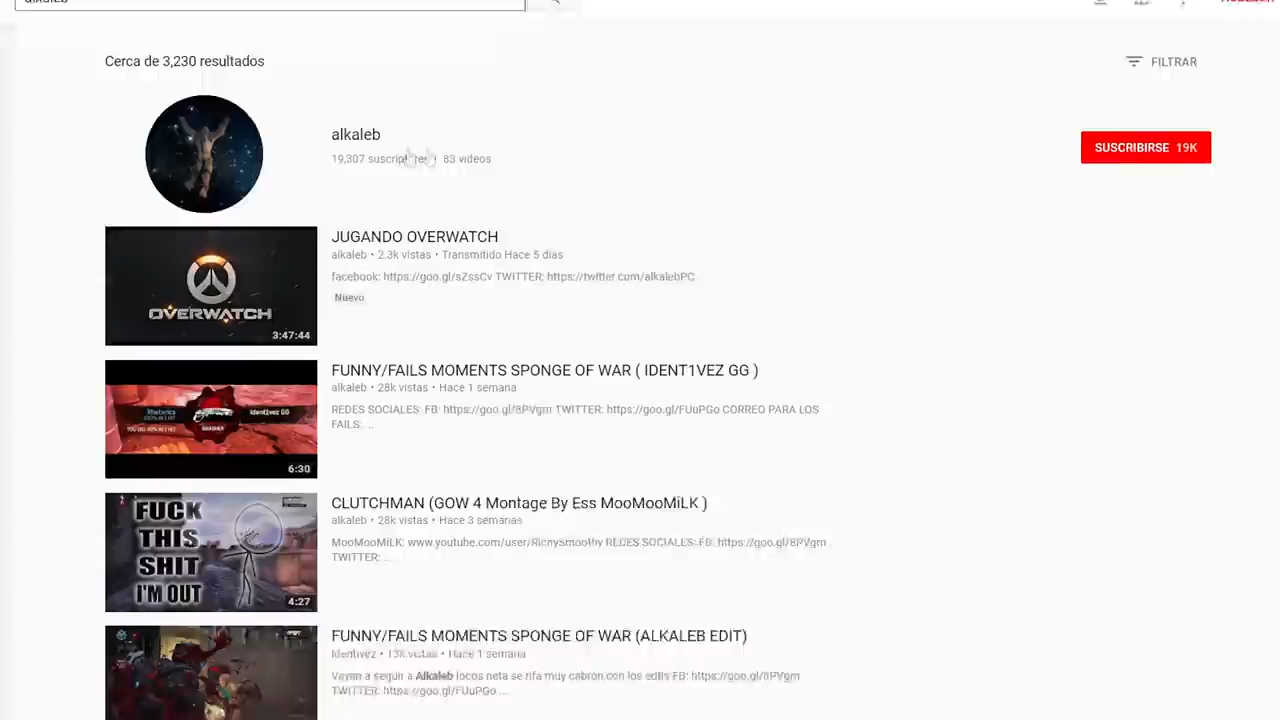 Cerca de 3,230 resultados
FILTRAR
alkaleb
19,307 suscriptores 83 videos
SUSCRIBIRSE 19K
JUGANDO OVERWATCH
alkaleb • 2.3k vistas • Transmitido Hace 5 días
facebook: https://goo.gl/sZssCv TWITTER: https://twitter.com/alkalebPC
Nuevo
OVERWATCH
3:47:44
FUNNY/FAILS MOMENTS SPONGE OF WAR ( IDENT1VEZ GG )
alkaleb • 28k vistas • Hace 1 semana
REDES SOCIALES: FB: https://goo.gl/8PVgm TWITTER: https://goo.gl/FUuPGo CORREO PARA LOS
FAILS: ...
Ident1vez GG
6:30
CLUTCHMAN (GOW 4 Montage By Ess MooMooMiLK )
alkaleb • 28k vistas • Hace 3 semanas
MooMooMiLK: www.youtube.com/user/RicnySmoothy REDES SOCIALES: FB: https://goo.gl/8PVgm
TWITTER: ...
FUCK
THIS
SHIT
I'M OUT
4:27
FUNNY/FAILS MOMENTS SPONGE OF WAR (ALKALEB EDIT)
Identivez • 13k vistas • Hace 1 semana
Vayan a seguir a Alkaleb locos neta se rifa muy cabron con los edits FB: https://goo.gl/8PVgm
TWITTER: https://goo.gl/FUuPGo ...